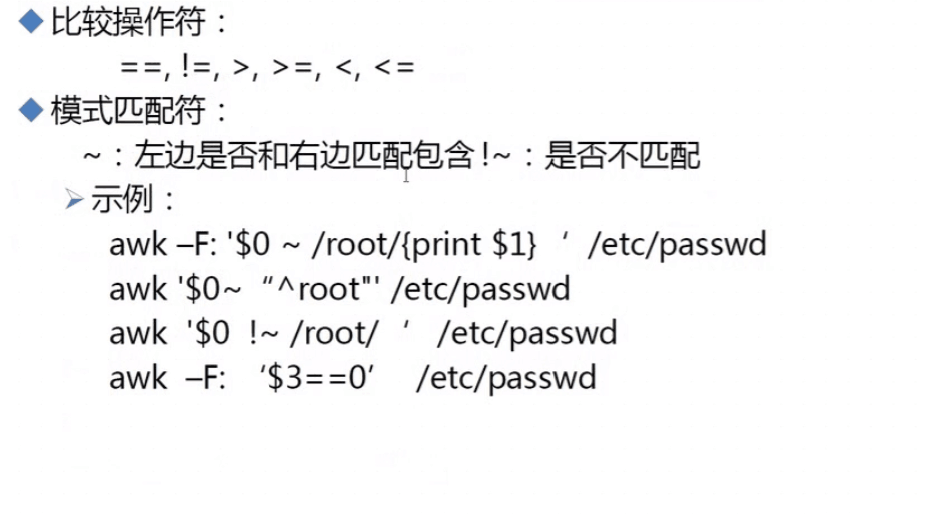 比较操作符：
==, !=, >, >=, <, <=
模式匹配符：
~：左边是否和右边匹配包含!~：是否不匹配
示例：
awk –F: '$0 ~ /root/{print $1} ‘ /etc/passwd
awk '$0~ “^root"' /etc/passwd
awk '$0 !~ /root/ ‘ /etc/passwd
awk –F: ‘$3==0’ /etc/passwd